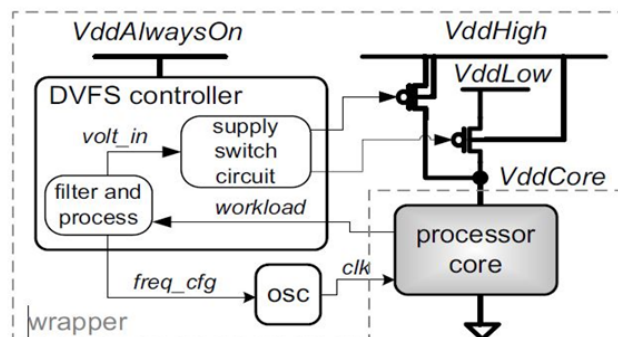 VddAlwaysOn
VddHigh
VddLow
DVFS controller
volt_in
supply
switch
circuit
VddCore
filter and
process
workload
processor
core
freq_cfg
osc
clk
wrapper